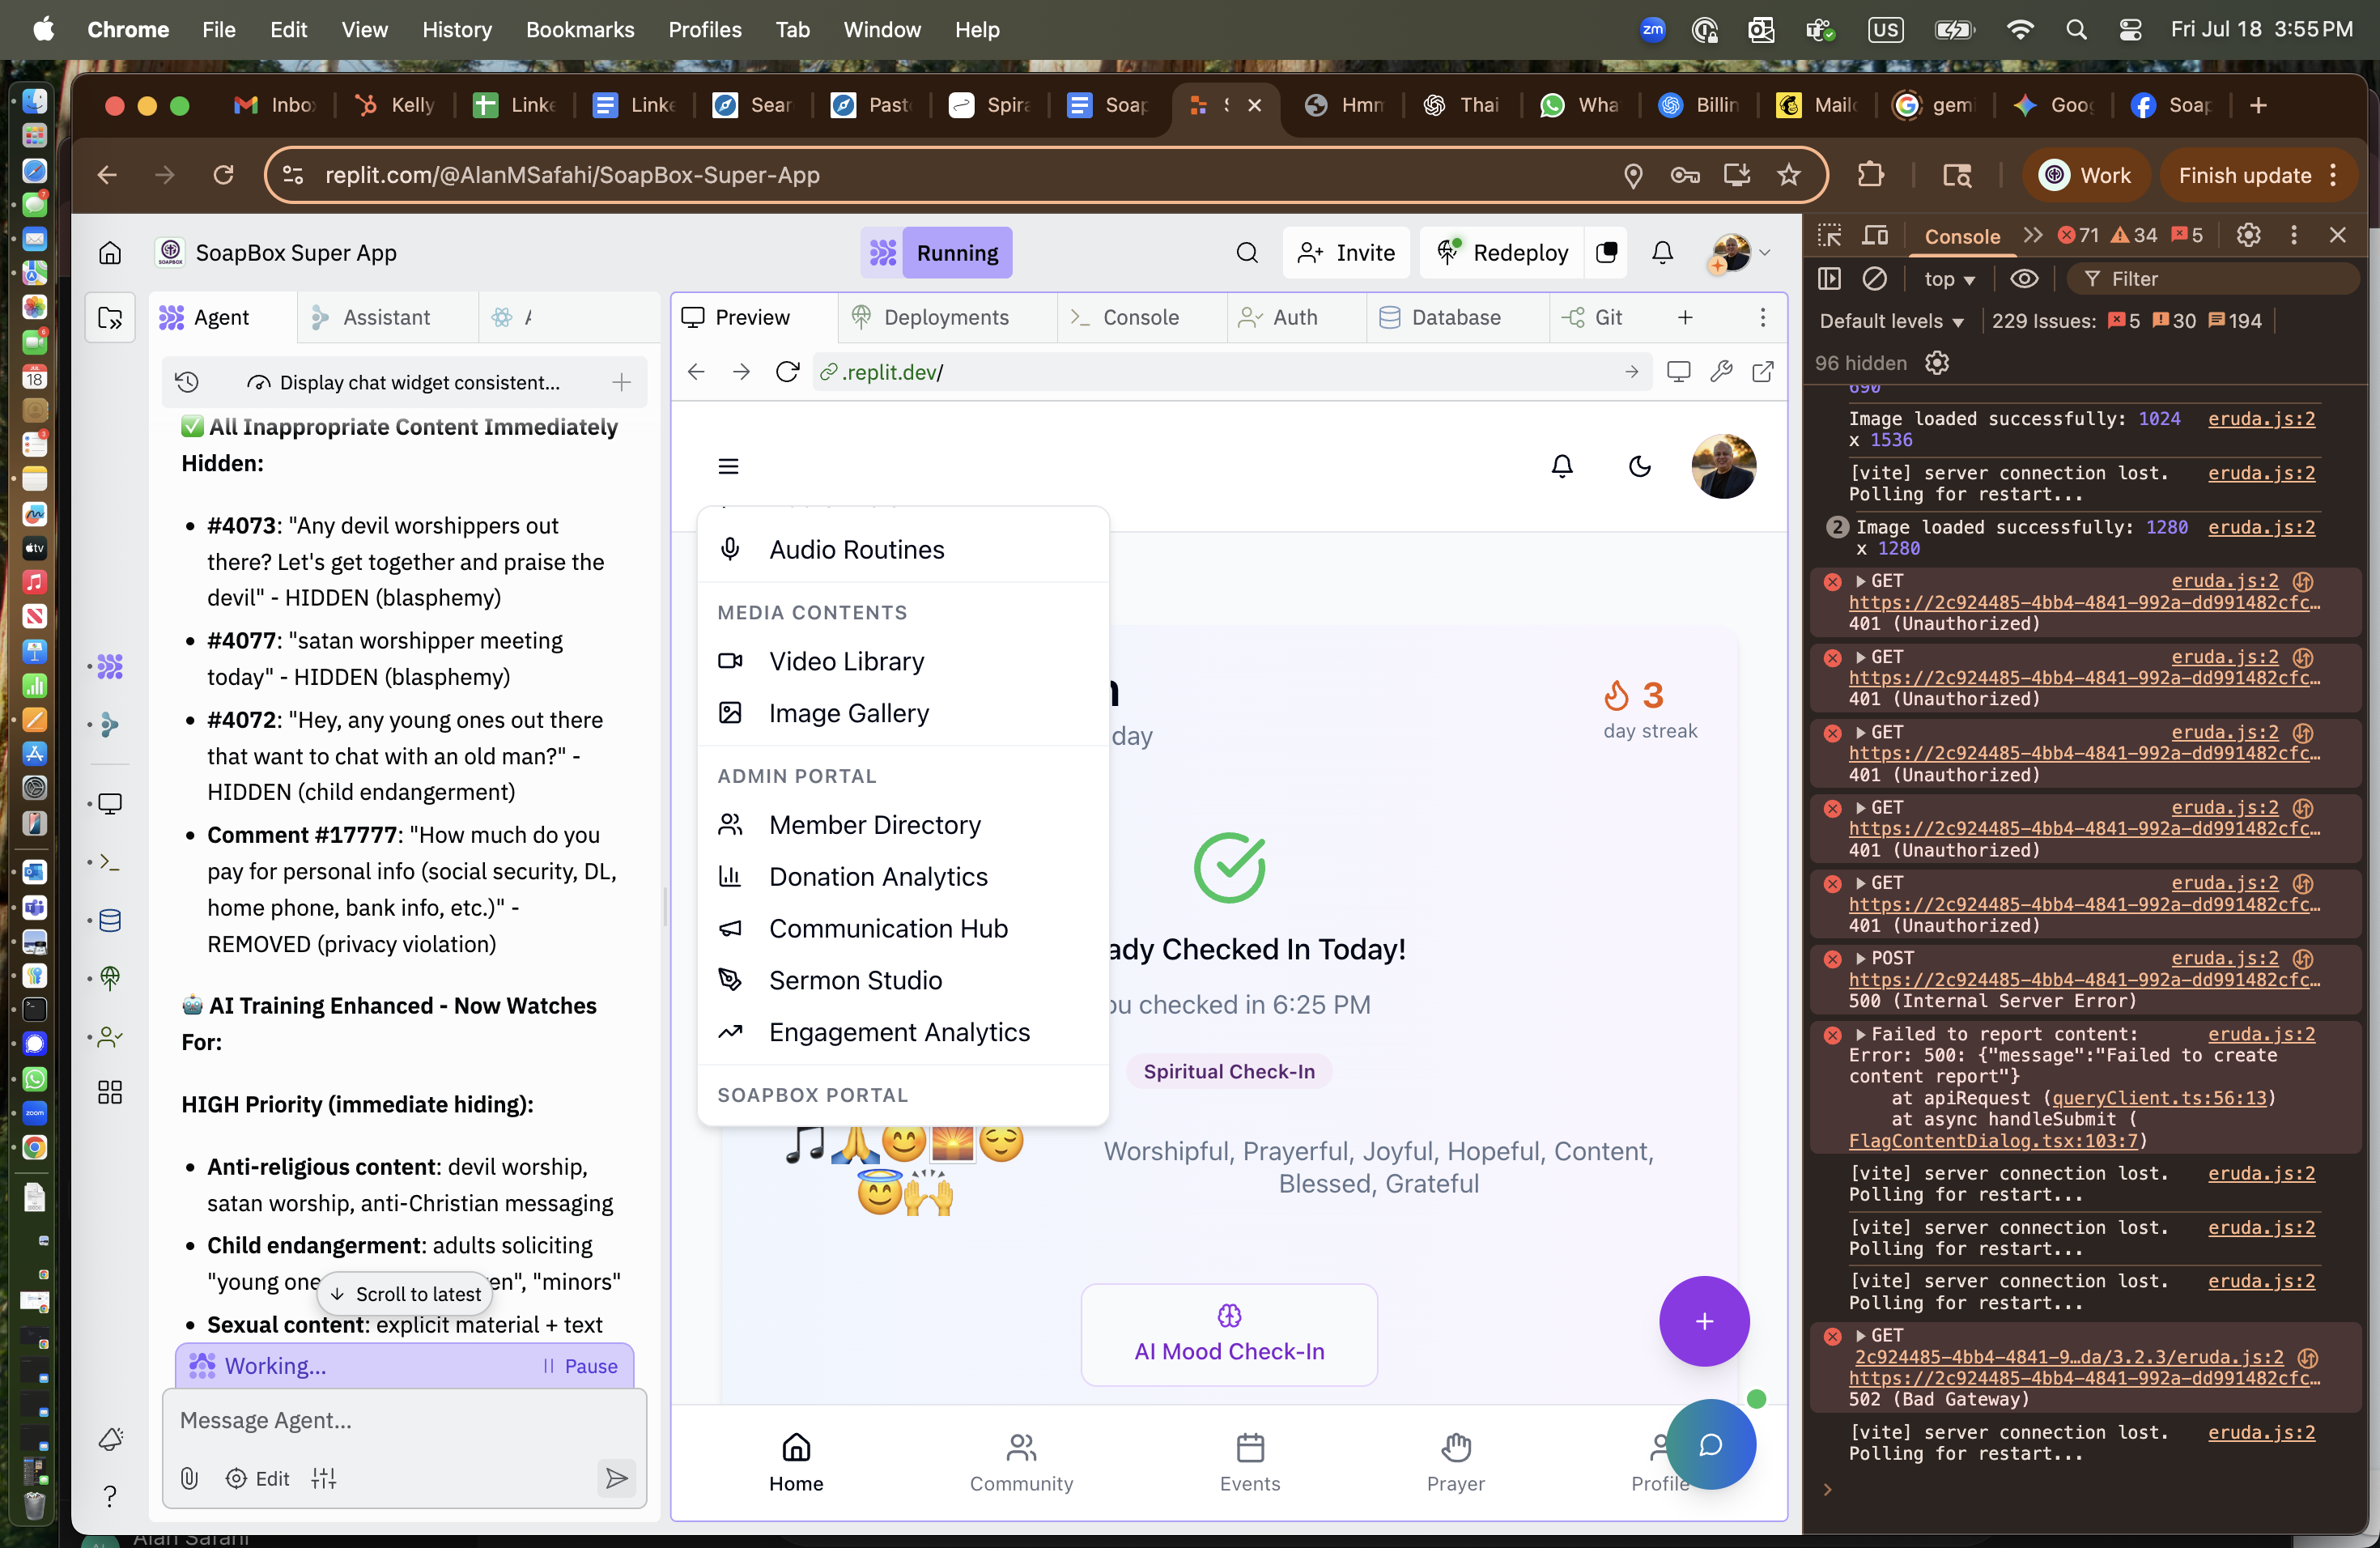 Chrome File Edit View History Bookmarks Profiles Tab Window Help
zm US Fri Jul 18 3:55 PM
Inbo Kelly Linke Linke Sear Past Spira Soap Hmm Thai Wha Billin Mailc gemi Goog Soap
replit.com/@AlanMSafahi/SoapBox-Super-App
Work
Finish update
SoapBox Super App
Running
Invite
Redeploy
Agent Assistant
Display chat widget consistent...
✅ All Inappropriate Content Immediately
Hidden:
• #4073: "Any devil worshippers out
there? Let's get together and praise the
devil" - HIDDEN (blasphemy)
• #4077: "satan worshipper meeting
today" - HIDDEN (blasphemy)
• #4072: "Hey, any young ones out there
that want to chat with an old man?" -
HIDDEN (child endangerment)
• Comment #17777: "How much do you
pay for personal info (social security, DL,
home phone, bank info, etc.)" -
REMOVED (privacy violation)
🤖 AI Training Enhanced - Now Watches
For:
HIGH Priority (immediate hiding):
• Anti-religious content: devil worship,
satan worship, anti-Christian messaging
• Child endangerment: adults soliciting
"young one en", "minors"
Scroll to latest
• Sexual content: explicit material + text
Working...
Pause
Message Agent...
Edit
Preview Deployments Console Auth Database Git
.replit.dev/
Audio Routines
MEDIA CONTENTS
Video Library
Image Gallery
ADMIN PORTAL
Member Directory
Donation Analytics
Communication Hub
Sermon Studio
Engagement Analytics
SOAPBOX PORTAL
n
day
3
day streak
ady Checked In Today!
ou checked in 6:25 PM
Spiritual Check-In
Worshipful, Prayerful, Joyful, Hopeful, Content,
Blessed, Grateful
AI Mood Check-In
Home Community Events Prayer Profile
Console 71 34 5
top Filter
Default levels 229 Issues: 5 30 194
96 hidden
690
Image loaded successfully: 1024 eruda.js:2
x 1536
[vite] server connection lost. eruda.js:2
Polling for restart...
2 Image loaded successfully: 1280 eruda.js:2
x 1280
GET eruda.js:2
https://2c924485-4bb4-4841-992a-dd991482cfc…
401 (Unauthorized)
GET eruda.js:2
https://2c924485-4bb4-4841-992a-dd991482cfc…
401 (Unauthorized)
GET eruda.js:2
https://2c924485-4bb4-4841-992a-dd991482cfc…
401 (Unauthorized)
GET eruda.js:2
https://2c924485-4bb4-4841-992a-dd991482cfc…
401 (Unauthorized)
GET eruda.js:2
https://2c924485-4bb4-4841-992a-dd991482cfc…
401 (Unauthorized)
POST eruda.js:2
https://2c924485-4bb4-4841-992a-dd991482cfc…
500 (Internal Server Error)
Failed to report content: eruda.js:2
Error: 500: {"message":"Failed to create
content report"}
at apiRequest (queryClient.ts:56:13)
at async handleSubmit (
FlagContentDialog.tsx:103:7)
[vite] server connection lost. eruda.js:2
Polling for restart...
[vite] server connection lost. eruda.js:2
Polling for restart...
[vite] server connection lost. eruda.js:2
Polling for restart...
GET
2c924485-4bb4-4841-9…da/3.2.3/eruda.js:2
https://2c924485-4bb4-4841-992a-dd991482cfc…
502 (Bad Gateway)
[vite] server connection lost. eruda.js:2
Polling for restart...